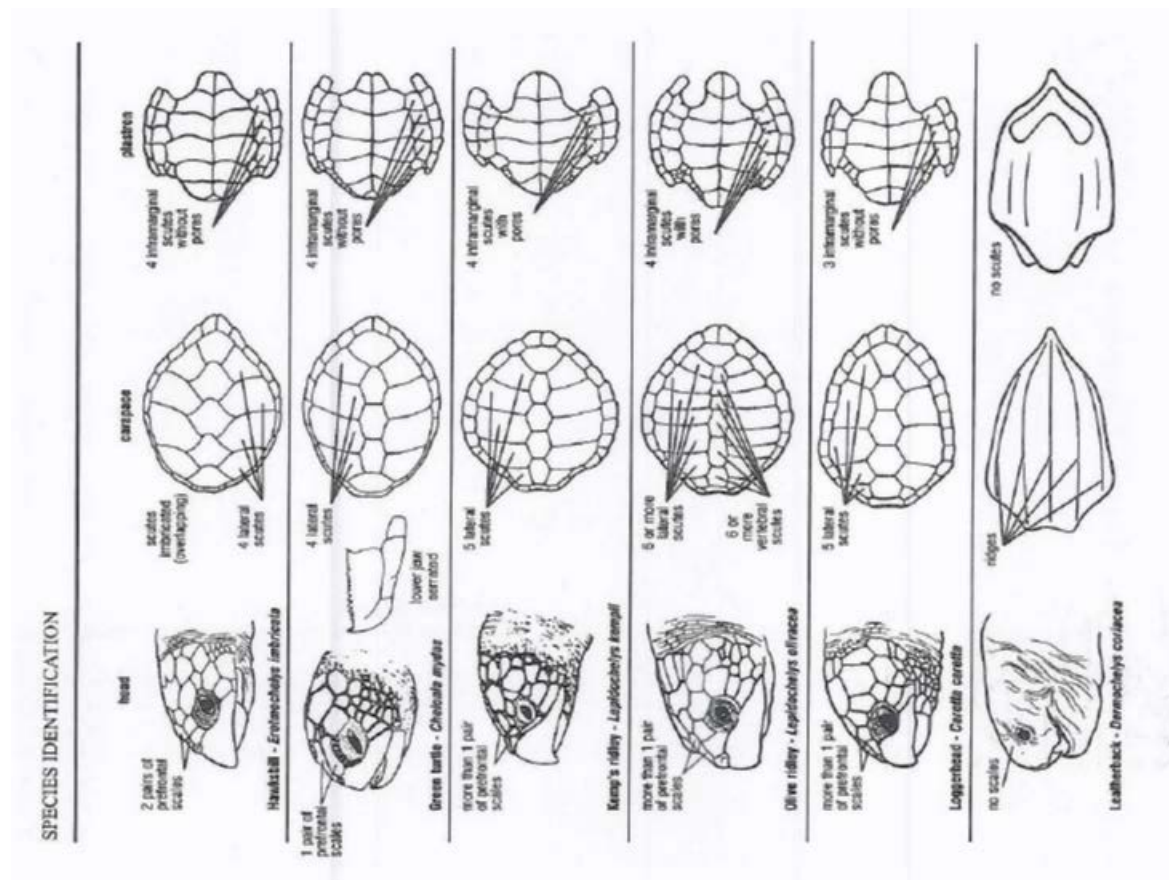 SPECIES IDENTIFICATION
head
carapace
plastron
2 pairs of
prefrontal
scales
scutes
imbricated
(overlapping)
4 lateral
scutes
4 inframarginal
scutes
without
pores
Hawksbill - Eretmochelys imbricata
1 pair of
prefrontal
scales
lower jaw
serrated
4 lateral
scutes
4 inframarginal
scutes
without
pores
Green turtle - Chelonia mydas
more than 1 pair
of prefrontal
scales
5 lateral
scutes
4 inframarginal
scutes
with
pores
Kemp's ridley - Lepidochelys kempii
more than 1 pair
of prefrontal
scales
6 or more
lateral
scutes
6 or
more
vertebral
scutes
4 inframarginal
scutes
with
pores
Olive ridley - Lepidochelys olivacea
more than 1 pair
of prefrontal
scales
5 lateral
scutes
3 inframarginal
scutes
without
pores
Loggerhead - Caretta caretta
no scales
ridges
no scutes
Leatherback - Dermochelys coriacea